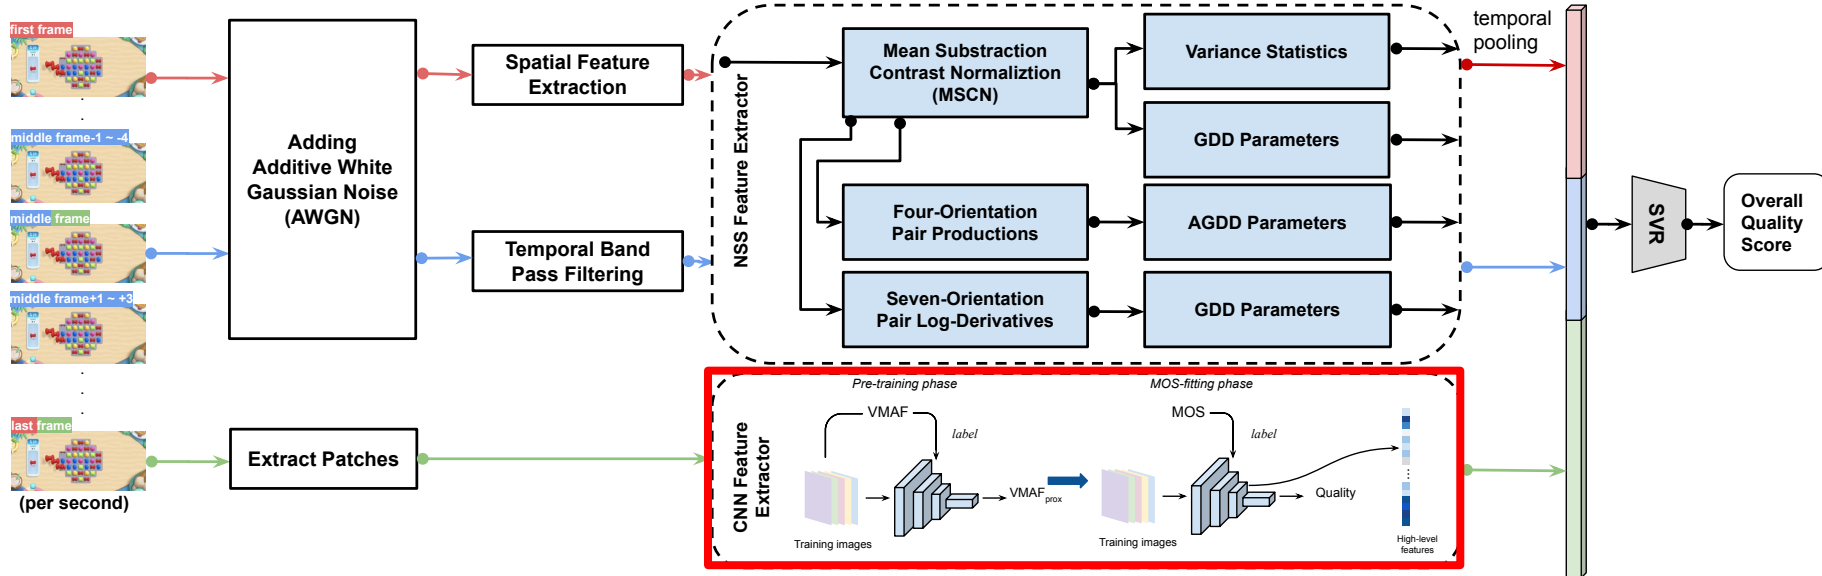 first frame
middle frame-1 ~ -4
middle frame
middle frame+1 ~ +3
last frame
(per second)
Adding
Additive White
Gaussian Noise
(AWGN)
Extract Patches
Spatial Feature
Extraction
Temporal Band
Pass Filtering
NSS Feature Extractor
Mean Substraction
Contrast Normaliztion
(MSCN)
Variance Statistics
GDD Parameters
Four-Orientation
Pair Productions
AGDD Parameters
Seven-Orientation
Pair Log-Derivatives
GDD Parameters
CNN Feature
Extractor
Pre-training phase
VMAF
label
VMAFprox
Training images
MOS-fitting phase
MOS
label
Quality
Training images
High-level
features
temporal
pooling
SVR
Overall
Quality
Score